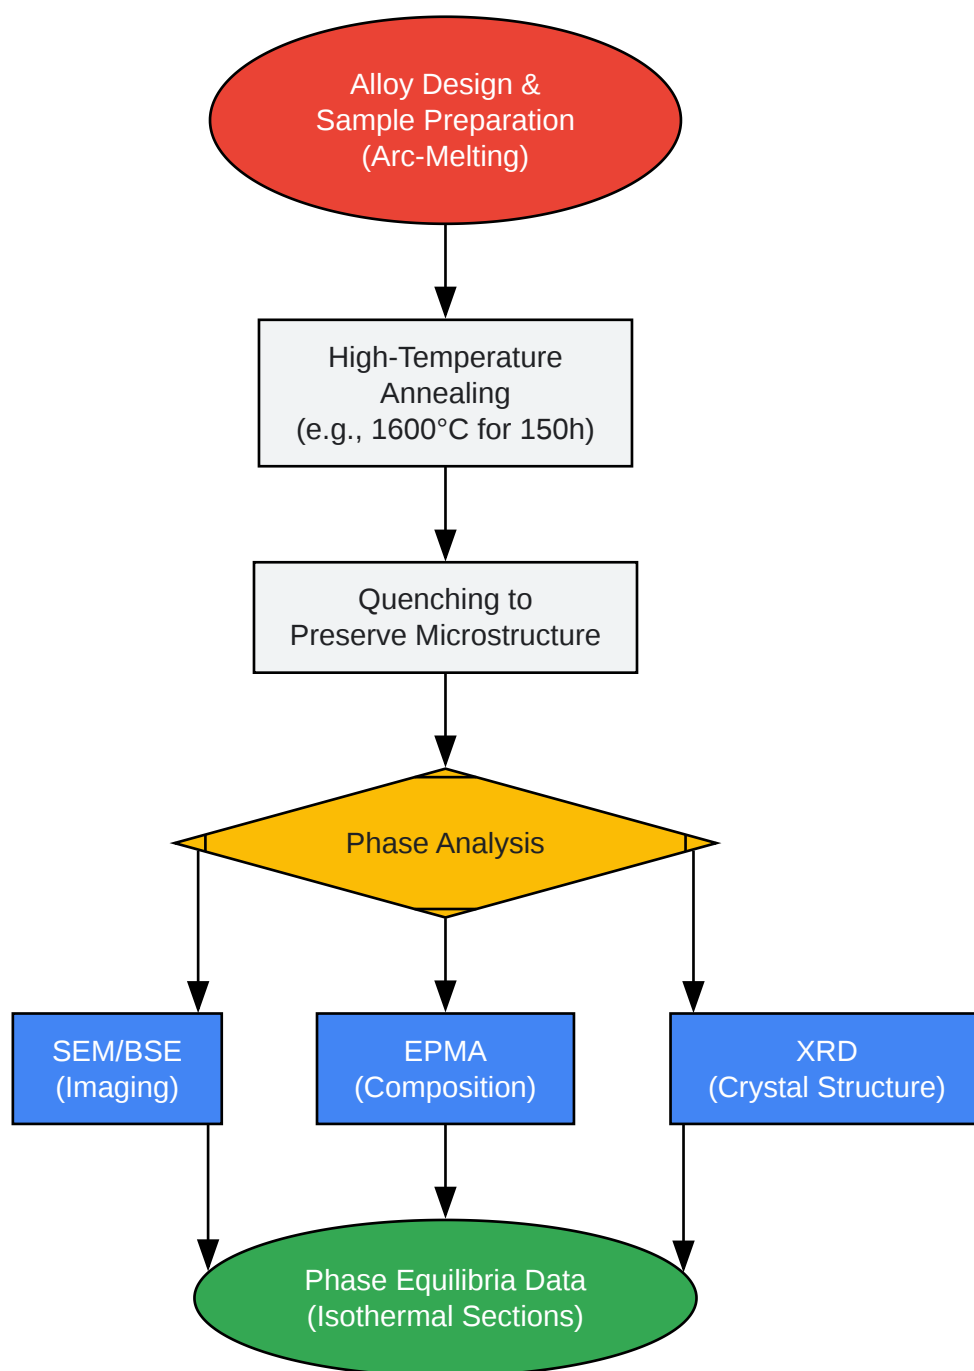 Alloy Design &
Sample Preparation
(Arc-Melting)
High-Temperature
Annealing
(e.g., 1600°C for 150h)
Quenching to
Preserve Microstructure
Phase Analysis
SEM/BSE
(Imaging)
EPMA
(Composition)
XRD
(Crystal Structure)
Phase Equilibria Data
(Isothermal Sections)